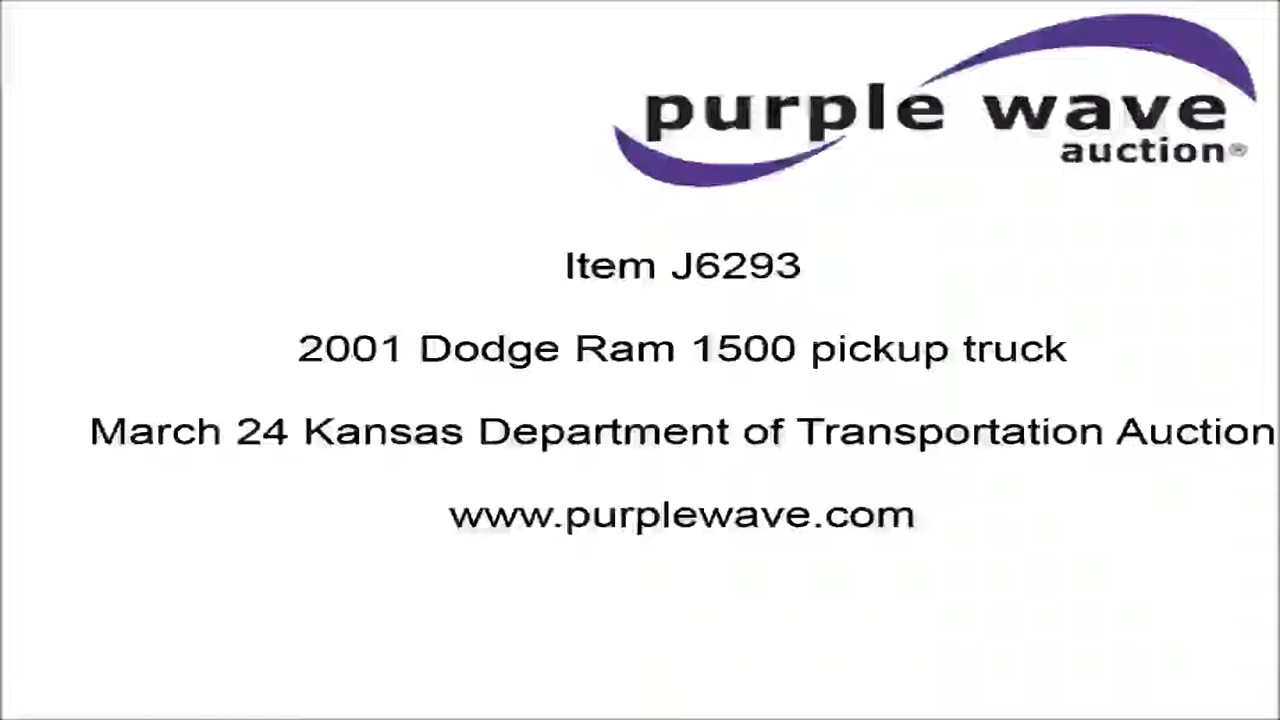 purple wave
auction®
Item J6293
2001 Dodge Ram 1500 pickup truck
March 24 Kansas Department of Transportation Auction
www.purplewave.com